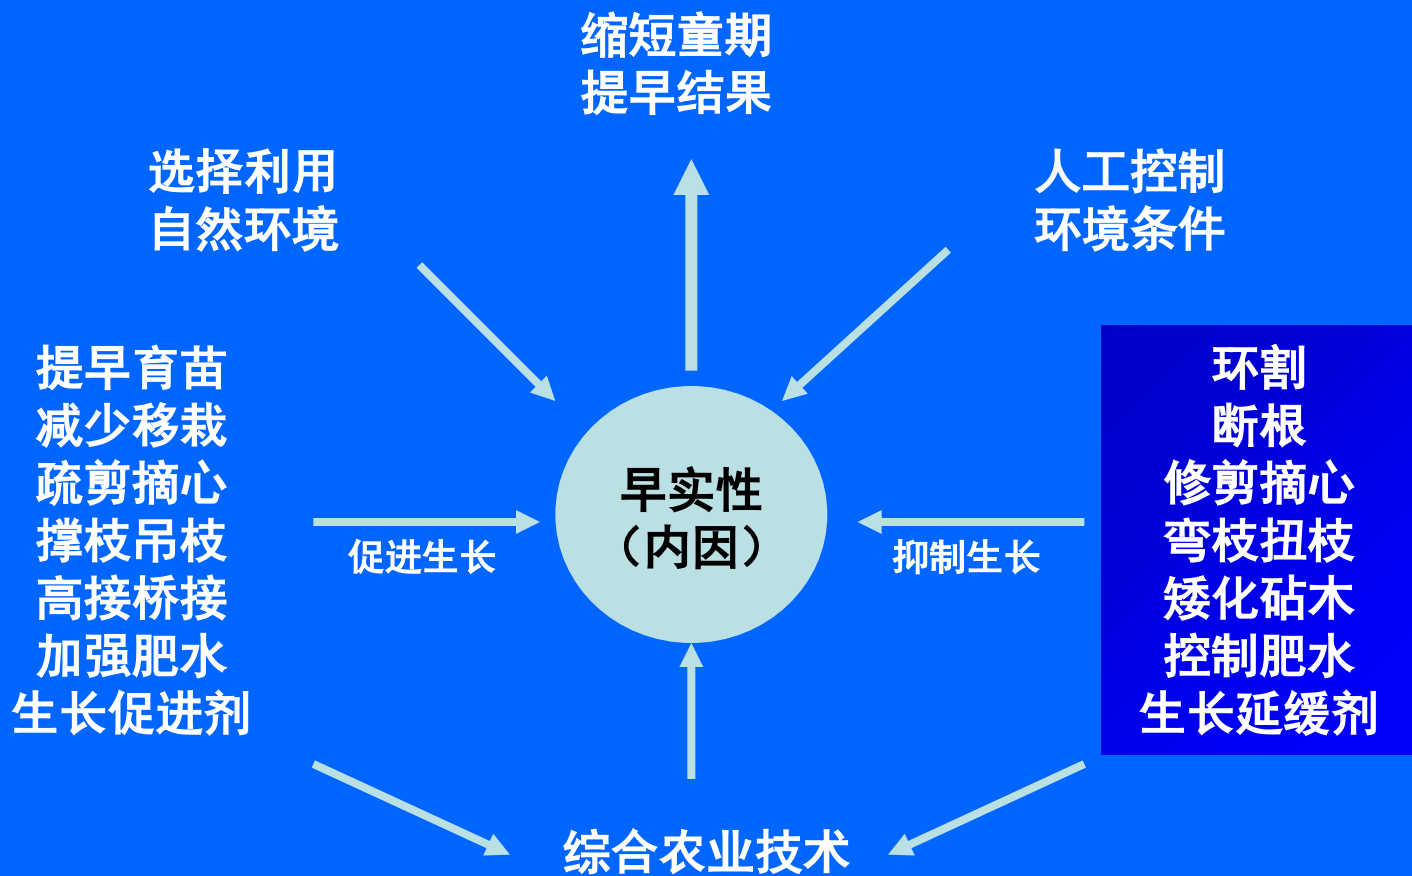 缩短童期
提早结果
选择利用
自然环境
人工控制
环境条件
提早育苗
减少移栽
疏剪摘心
撑枝吊枝
高接桥接
加强肥水
生长促进剂
促进生长
早实性
（内因）
抑制生长
环割
断根
修剪摘心
弯枝扭枝
矮化砧木
控制肥水
生长延缓剂
综合农业技术